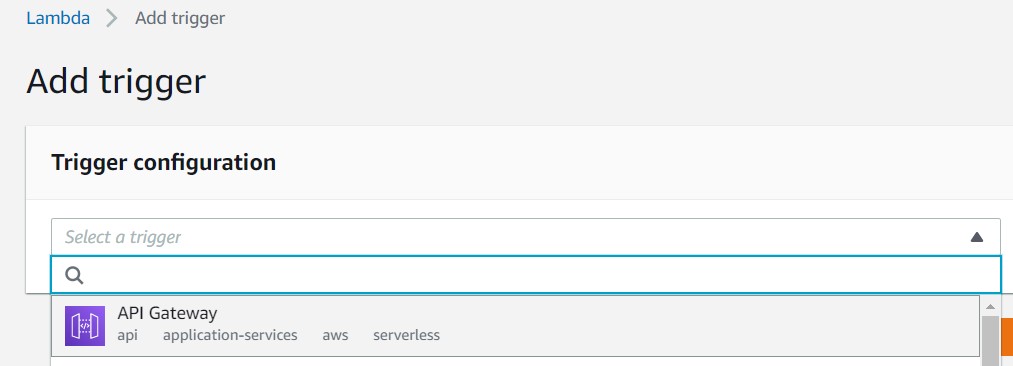 Lambda > Add trigger
Add trigger
Trigger configuration
Select a trigger
API Gateway
api application-services aws serverless